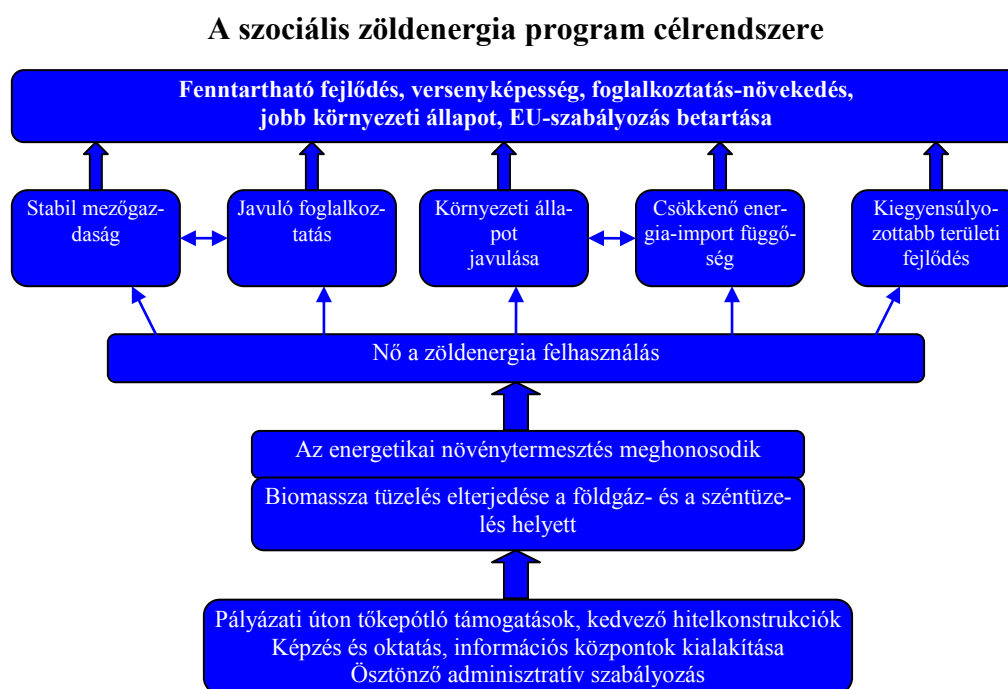 A szociális zöldenergia program célrendszere
Fenntartható fejlődés, versenyképesség, foglalkoztatás-növekedés,
jobb környezeti állapot, EU-szabályozás betartása
Stabil mezőgaz-
daság
Javuló foglalkoz-
tatás
Környezeti álla-
pot
javulása
Csökkenő ener-
gia-import függő-
ség
Kiegyensúlyo-
zottabb területi
fejlődés
Nő a zöldenergia felhasználás
Az energetikai növénytermesztés meghonosodik
Biomassza tüzelés elterjedése a földgáz- és a széntüze-
lés helyett
Pályázati úton tőkepótló támogatások, kedvező hitelkonstrukciók
Képzés és oktatás, információs központok kialakítása
Ösztönző adminisztratív szabályozás